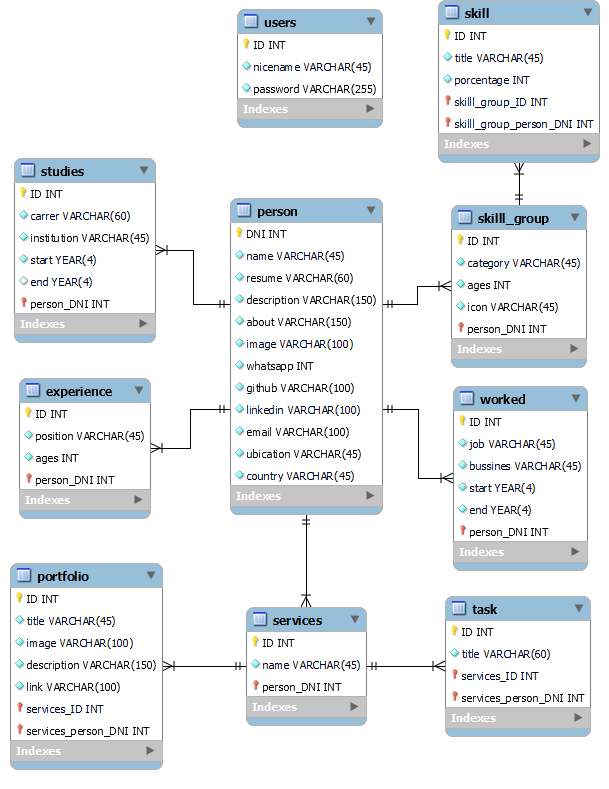 users
ID INT
nicename VARCHAR(45)
password VARCHAR(255)
Indexes
skill
ID INT
title VARCHAR(45)
porcentage INT
skilll_group_ID INT
skilll_group_person_DNI INT
Indexes
studies
ID INT
carrer VARCHAR(60)
institution VARCHAR(45)
start YEAR(4)
end YEAR(4)
person_DNI INT
Indexes
person
DNI INT
name VARCHAR(45)
resume VARCHAR(60)
description VARCHAR(150)
about VARCHAR(150)
image VARCHAR(100)
whatsapp INT
github VARCHAR(100)
linkedin VARCHAR(100)
email VARCHAR(100)
ubication VARCHAR(45)
country VARCHAR(45)
Indexes
skilll_group
ID INT
category VARCHAR(45)
ages INT
icon VARCHAR(45)
person_DNI INT
Indexes
experience
ID INT
position VARCHAR(45)
ages INT
person_DNI INT
Indexes
worked
ID INT
job VARCHAR(45)
bussines VARCHAR(45)
start YEAR(4)
end YEAR(4)
person_DNI INT
Indexes
portfolio
ID INT
title VARCHAR(45)
image VARCHAR(100)
description VARCHAR(150)
link VARCHAR(100)
services_ID INT
services_person_DNI INT
Indexes
services
ID INT
name VARCHAR(45)
person_DNI INT
Indexes
task
ID INT
title VARCHAR(60)
services_ID INT
services_person_DNI INT
Indexes